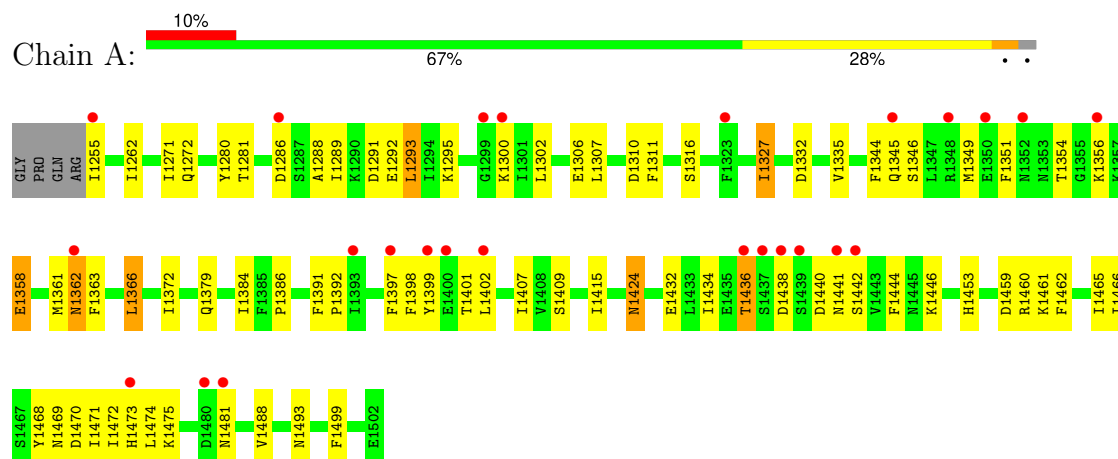 10%
Chain A:
67% 28% • •
GLY PRO GLN ARG I1255 I1262 I1271 Q1272 Y1280 T1281 D1286 S1287 A1288 I1289 K1290 D1291 E1292 L1293 I1294 K1295 G1299 K1300 I1301 L1302 E1306 L1307 D1310 F1311 S1316 F1323 I1327 D1332 V1335 F1344 Q1345 S1346 L1347 R1348 M1349 E1350 F1351 N1352 N1353 T1354 G1355 K1356 K1357
E1358 M1361 N1362 F1363 L1366 I1372 Q1379 I1384 F1385 P1386 F1391 P1392 I1393 F1397 F1398 Y1399 E1400 T1401 L1402 I1407 V1408 S1409 I1415 N1424 E1432 L1433 I1434 E1435 T1436 S1437 D1438 S1439 D1440 N1441 S1442 V1443 F1444 N1445 K1446 H1453 D1459 R1460 K1461 F1462 I1465 I1466
S1467 Y1468 N1469 D1470 I1471 I1472 H1473 L1474 K1475 D1480 N1481 V1488 N1493 F1499 E1502